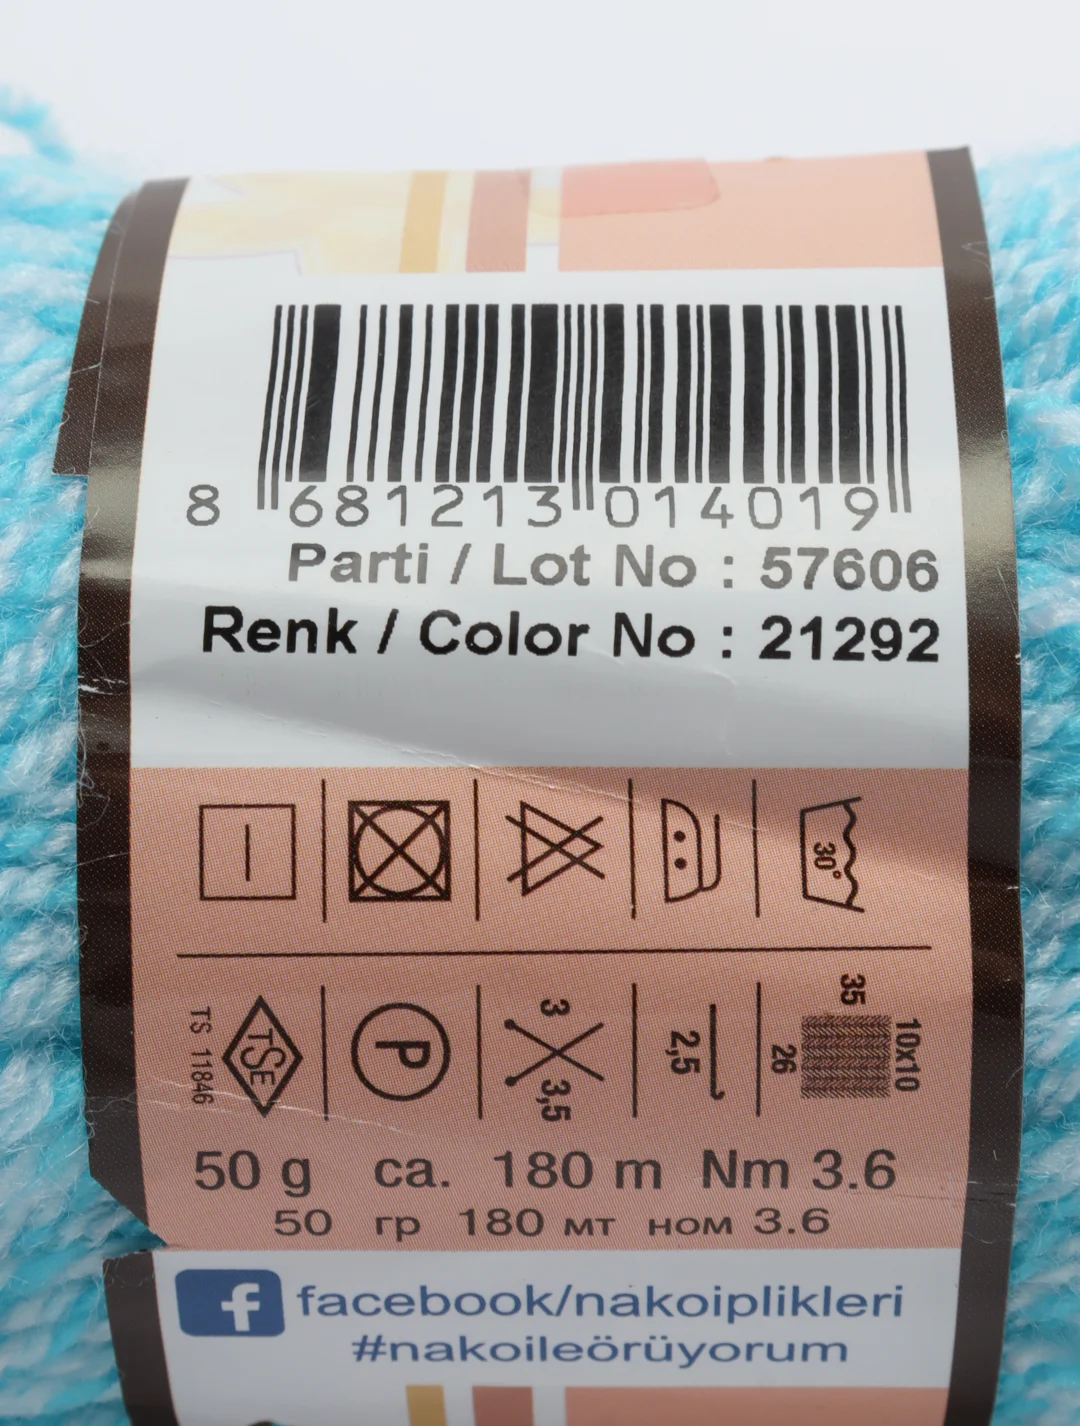 8 681213 014019
Parti / Lot No : 57606
Renk / Color No : 21292
30°
TS 11846
TSE
P
3
3,5
2,5
35
26
10x10
50 g ca. 180 m Nm 3.6
50 гр 180 мт ном 3.6
facebook/nakoiplikleri
#nakoileörüyorum